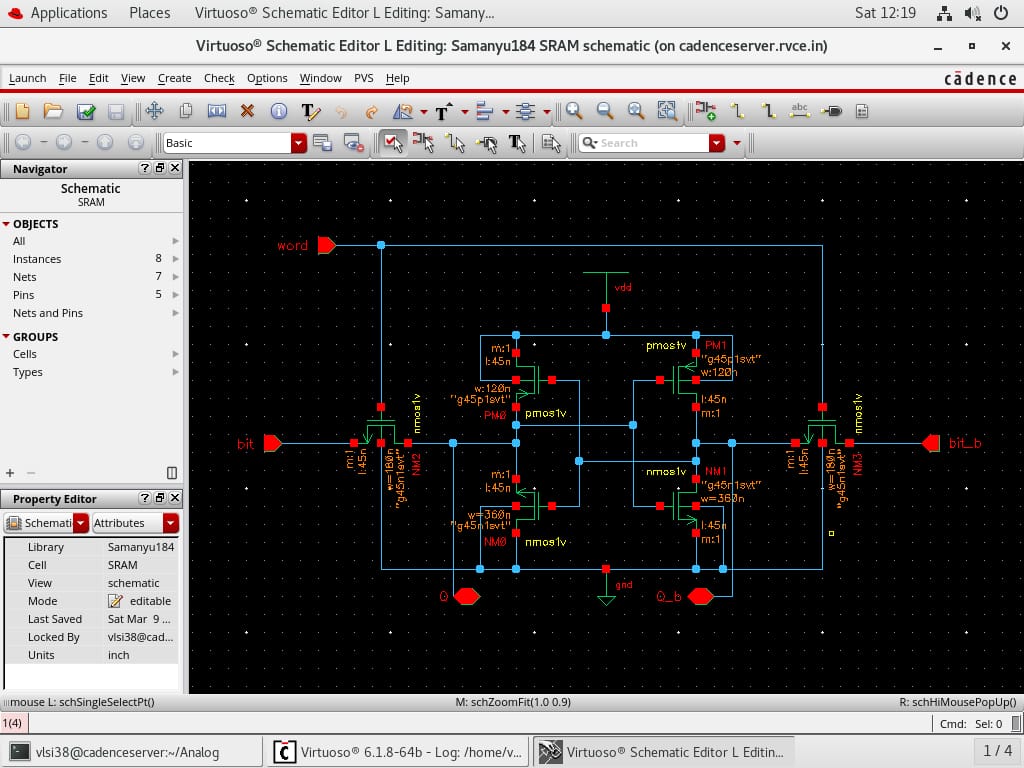 Applications Places Virtuoso® Schematic Editor L Editing: Samany... Sat 12:19
Virtuoso® Schematic Editor L Editing: Samanyu184 SRAM schematic (on cadenceserver.rvce.in)
Launch File Edit View Create Check Options Window PVS Help
cādence
T T abc
Basic
T
Search
Navigator
Schematic
SRAM
OBJECTS
All
Instances 8
Nets 7
Pins 5
Nets and Pins
GROUPS
Cells
Types
Property Editor
Schemati Attributes
Library Samanyu184
Cell SRAM
View schematic
Mode editable
Last Saved Sat Mar 9 ...
Locked By vlsi38@cad...
Units inch
word
vdd
m:1
l:45n
w:120n
"g45p1svt"
PM0
pmos1v
pmos1v
PM1
"g45p1svt"
w:120n
l:45n
m:1
bit
m:1
l:45n
w=180n
"g45n1svt"
NM2
nmos1v
m:1
l:45n
w=360n
"g45n1svt"
NM0
nmos1v
nmos1v
NM1
"g45n1svt"
w=360n
l:45n
m:1
m:1
l:45n
w=180n
"g45n1svt"
NM3
nmos1v
bit_b
gnd
Q
Q_b
mouse L: schSingleSelectPt() M: schZoomFit(1.0 0.9) R: schHiMousePopUp()
1(4) Cmd: Sel: 0
vlsi38@cadenceserver:~/Analog
Virtuoso® 6.1.8-64b - Log: /home/v...
Virtuoso® Schematic Editor L Editin...
1 / 4